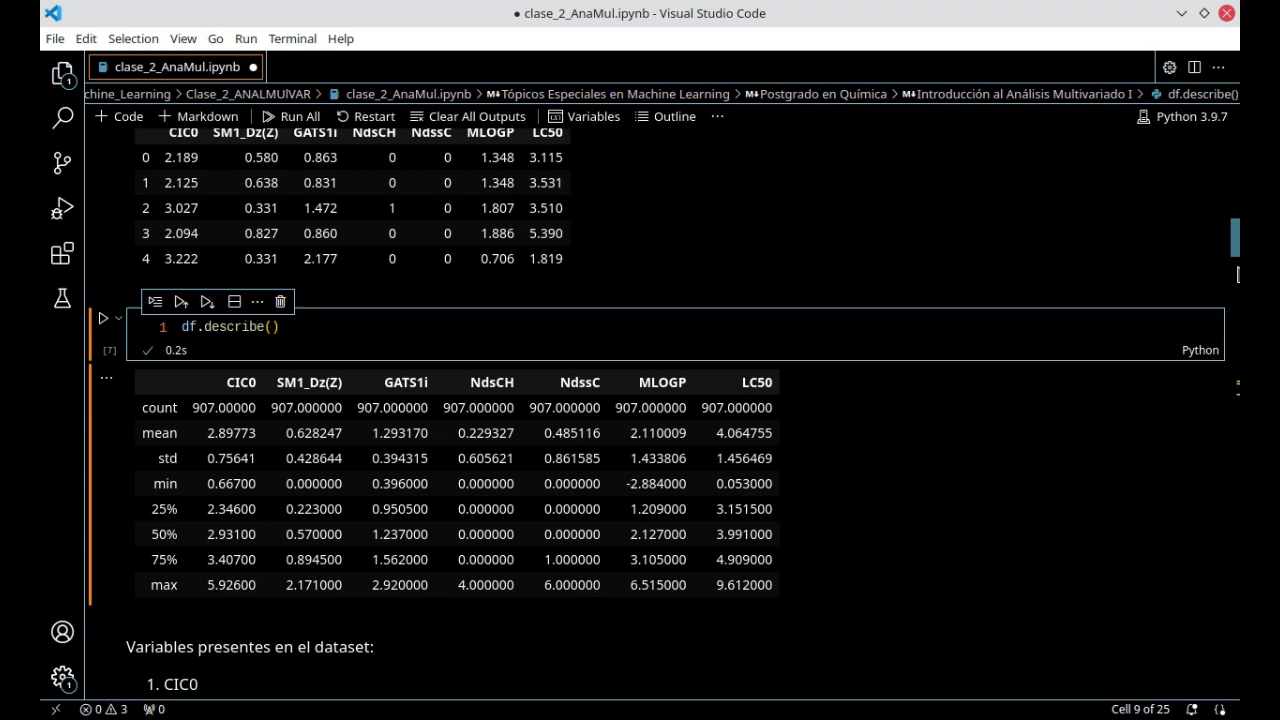 ● clase_2_AnaMul.ipynb - Visual Studio Code
File Edit Selection View Go Run Terminal Help
clase_2_AnaMul.ipynb ●
chine_Learning > Clase_2_ANALMUlVAR > clase_2_AnaMul.ipynb > M↓Tópicos Especiales en Machine Learning > M↓Postgrado en Química > M↓Introducción al Análisis Multivariado I > df.describe()
+ Code + Markdown Run All Restart Clear All Outputs Variables Outline ··· Python 3.9.7
CIC0 SM1_Dz(Z) GATS1i NdsCH NdssC MLOGP LC50
0 2.189 0.580 0.863 0 0 1.348 3.115
1 2.125 0.638 0.831 0 0 1.348 3.531
2 3.027 0.331 1.472 1 0 1.807 3.510
3 2.094 0.827 0.860 0 0 1.886 5.390
4 3.222 0.331 2.177 0 0 0.706 1.819
1 df.describe()
[7] 0.2s Python
CIC0 SM1_Dz(Z) GATS1i NdsCH NdssC MLOGP LC50
count 907.00000 907.000000 907.000000 907.000000 907.000000 907.000000 907.000000
mean 2.89773 0.628247 1.293170 0.229327 0.485116 2.110009 4.064755
std 0.75641 0.428644 0.394315 0.605621 0.861585 1.433806 1.456469
min 0.66700 0.000000 0.396000 0.000000 0.000000 -2.884000 0.053000
25% 2.34600 0.223000 0.950500 0.000000 0.000000 1.209000 3.151500
50% 2.93100 0.570000 1.237000 0.000000 0.000000 2.127000 3.991000
75% 3.40700 0.894500 1.562000 0.000000 1.000000 3.105000 4.909000
max 5.92600 2.171000 2.920000 4.000000 6.000000 6.515000 9.612000
Variables presentes en el dataset:
1. CIC0
0 3 0 Cell 9 of 25